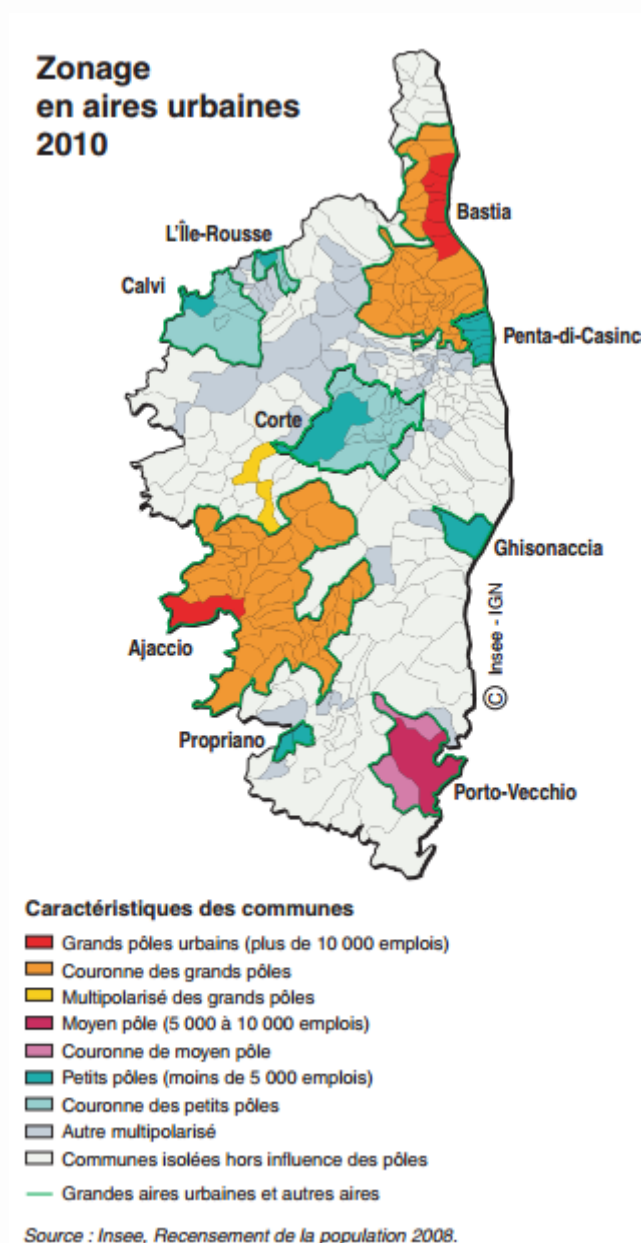 Zonage
en aires urbaines
2010
Bastia
L'Île-Rousse
Calvi
Penta-di-Casinc
Corte
Ghisonaccia
© Insee - IGN
Ajaccio
Propriano
Porto-Vecchio
Caractéristiques des communes
Grands pôles urbains (plus de 10 000 emplois)
Couronne des grands pôles
Multipolarisé des grands pôles
Moyen pôle (5 000 à 10 000 emplois)
Couronne de moyen pôle
Petits pôles (moins de 5 000 emplois)
Couronne des petits pôles
Autre multipolarisé
Communes isolées hors influence des pôles
Grandes aires urbaines et autres aires
Source : Insee, Recensement de la population 2008.